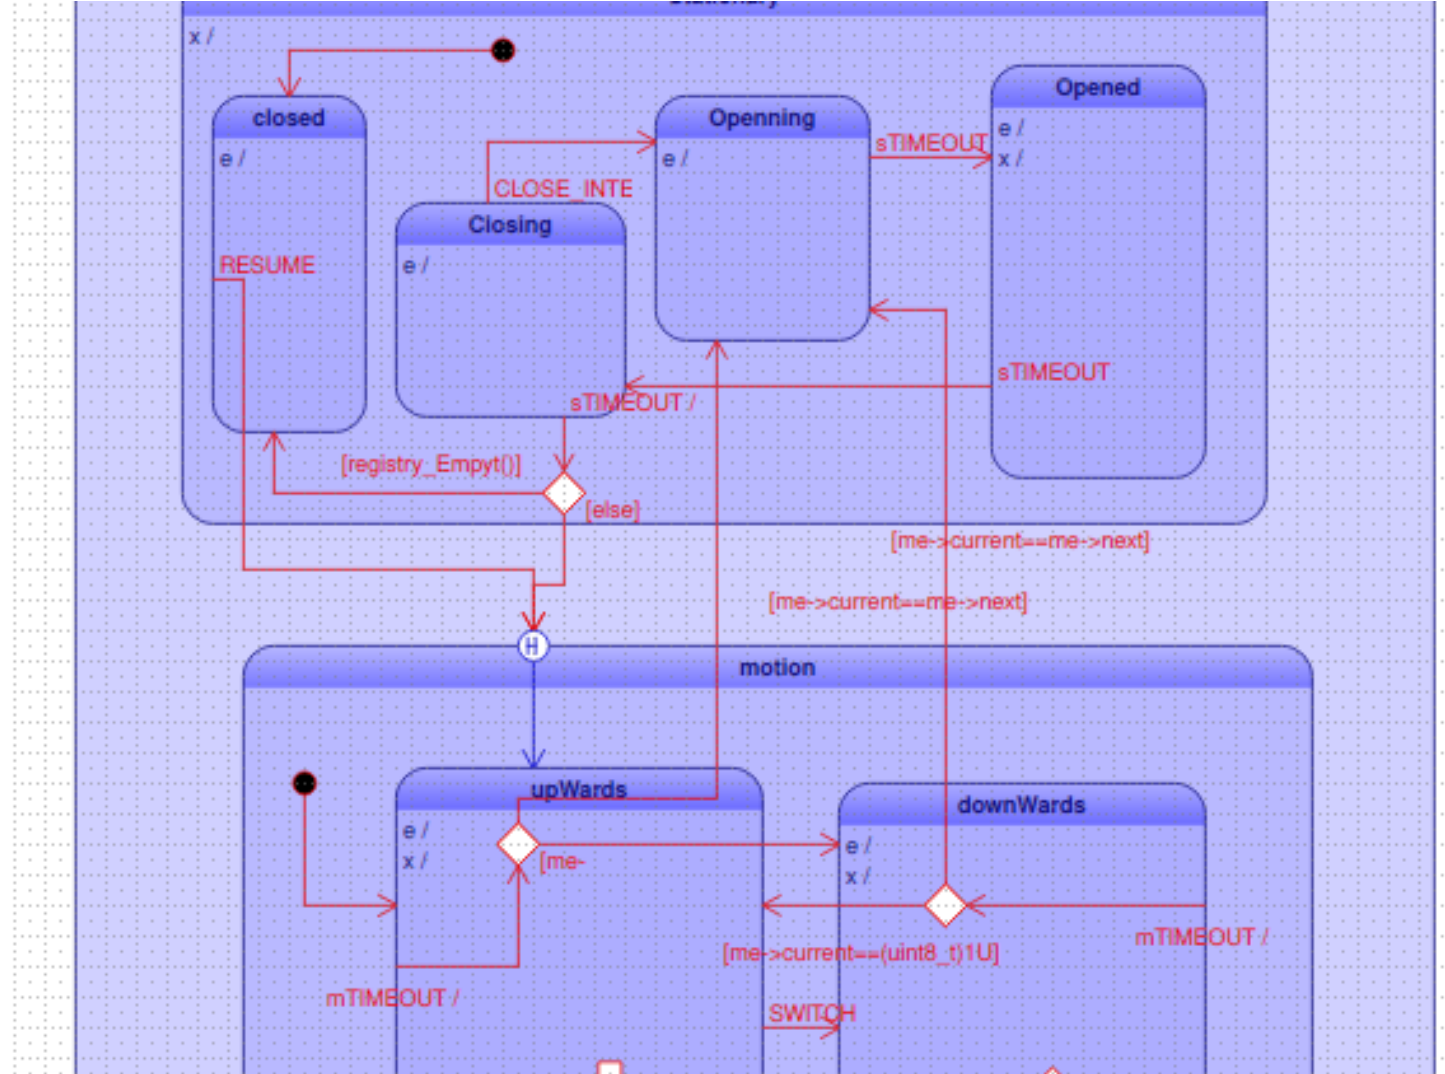 x /
closed
Openning
Opened
e /
e /
e /
x /
sTIMEOUT
CLOSE_INTE
Closing
e /
RESUME
sTIMEOUT
sTIMEOUT /
[registry_Empyt()]
[else]
[me->current==me->next]
[me->current==me->next]
H
motion
upWards
downWards
e /
x /
[me-
e /
x /
mTIMEOUT /
[me->current==(uint8_t)1U]
mTIMEOUT /
SWITCH